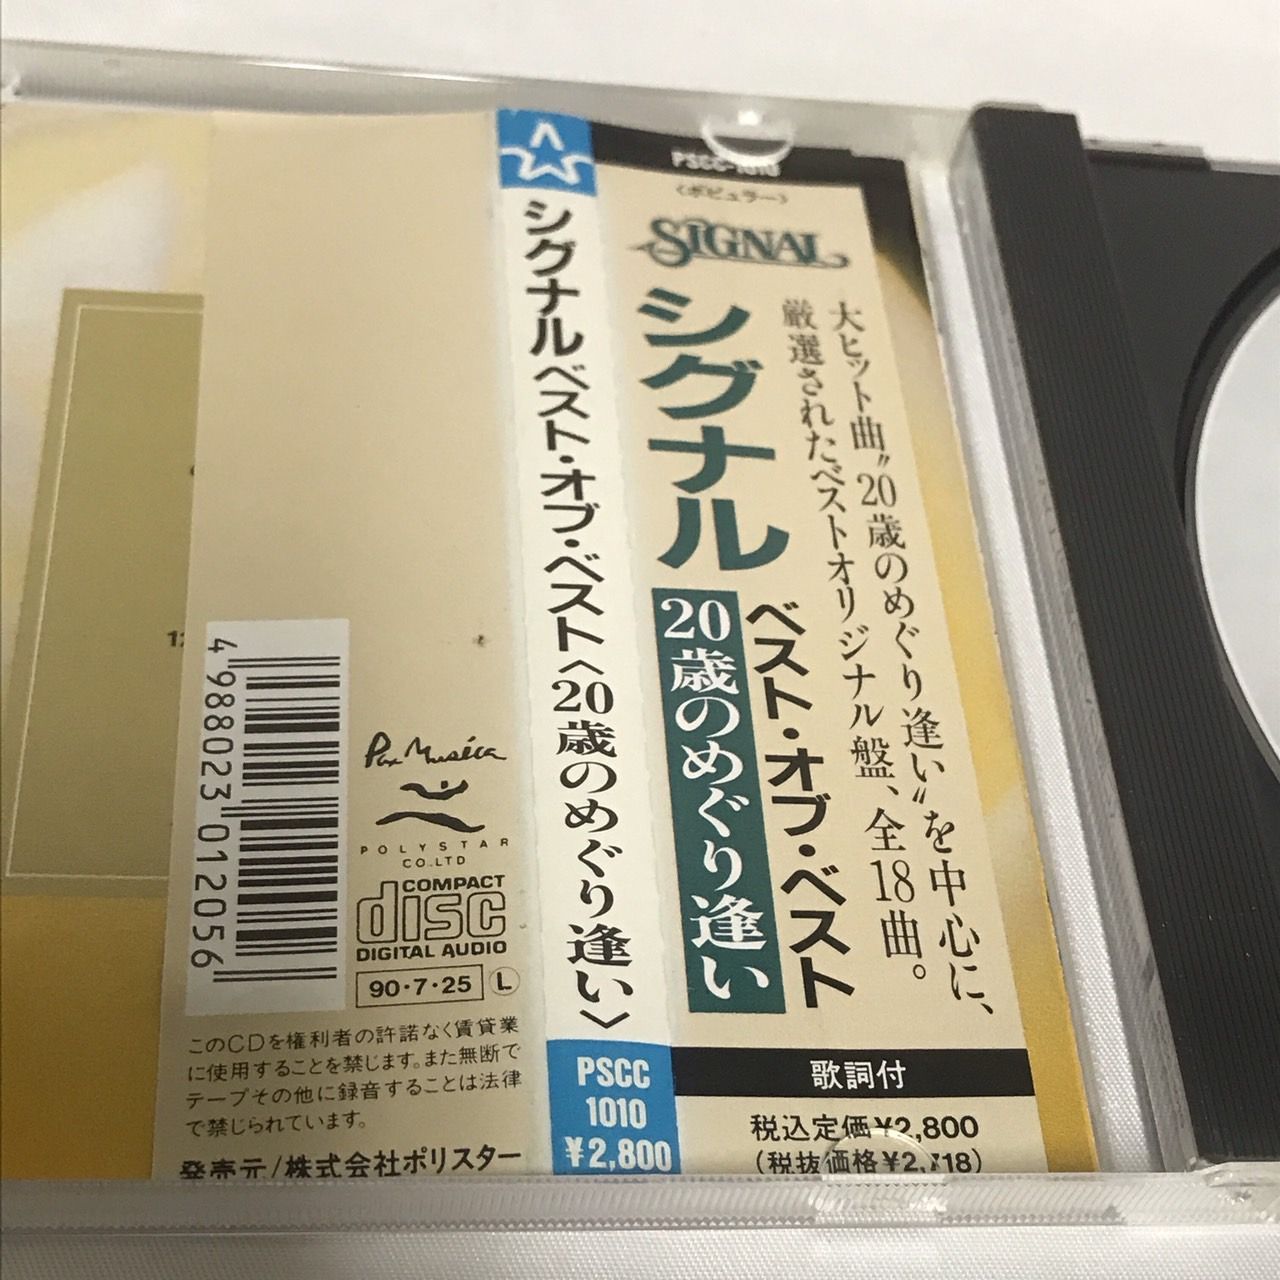 PSCC-1010
〈ポピュラー〉
SIGNAL
大ヒット曲"20歳のめぐり逢い"を中心に、
厳選されたベストオリジナル盤、全18曲。
シグナル
ベスト・オブ・ベスト
20歳のめぐり逢い
歌詞付
税込定価¥2,800
(税抜価格¥2,718)
シグナル ベスト・オブ・ベスト〈20歳のめぐり逢い〉
PSCC
1010
¥2,800
4 988023 012056
Pax Musica
POLYSTAR
CO.,LTD
COMPACT
disc
DIGITAL AUDIO
90・7・25 L
このCDを権利者の許諾なく賃貸業
に使用することを禁じます。また無断で
テープその他に録音することは法律
で禁じられています。
発売元/株式会社ポリスター